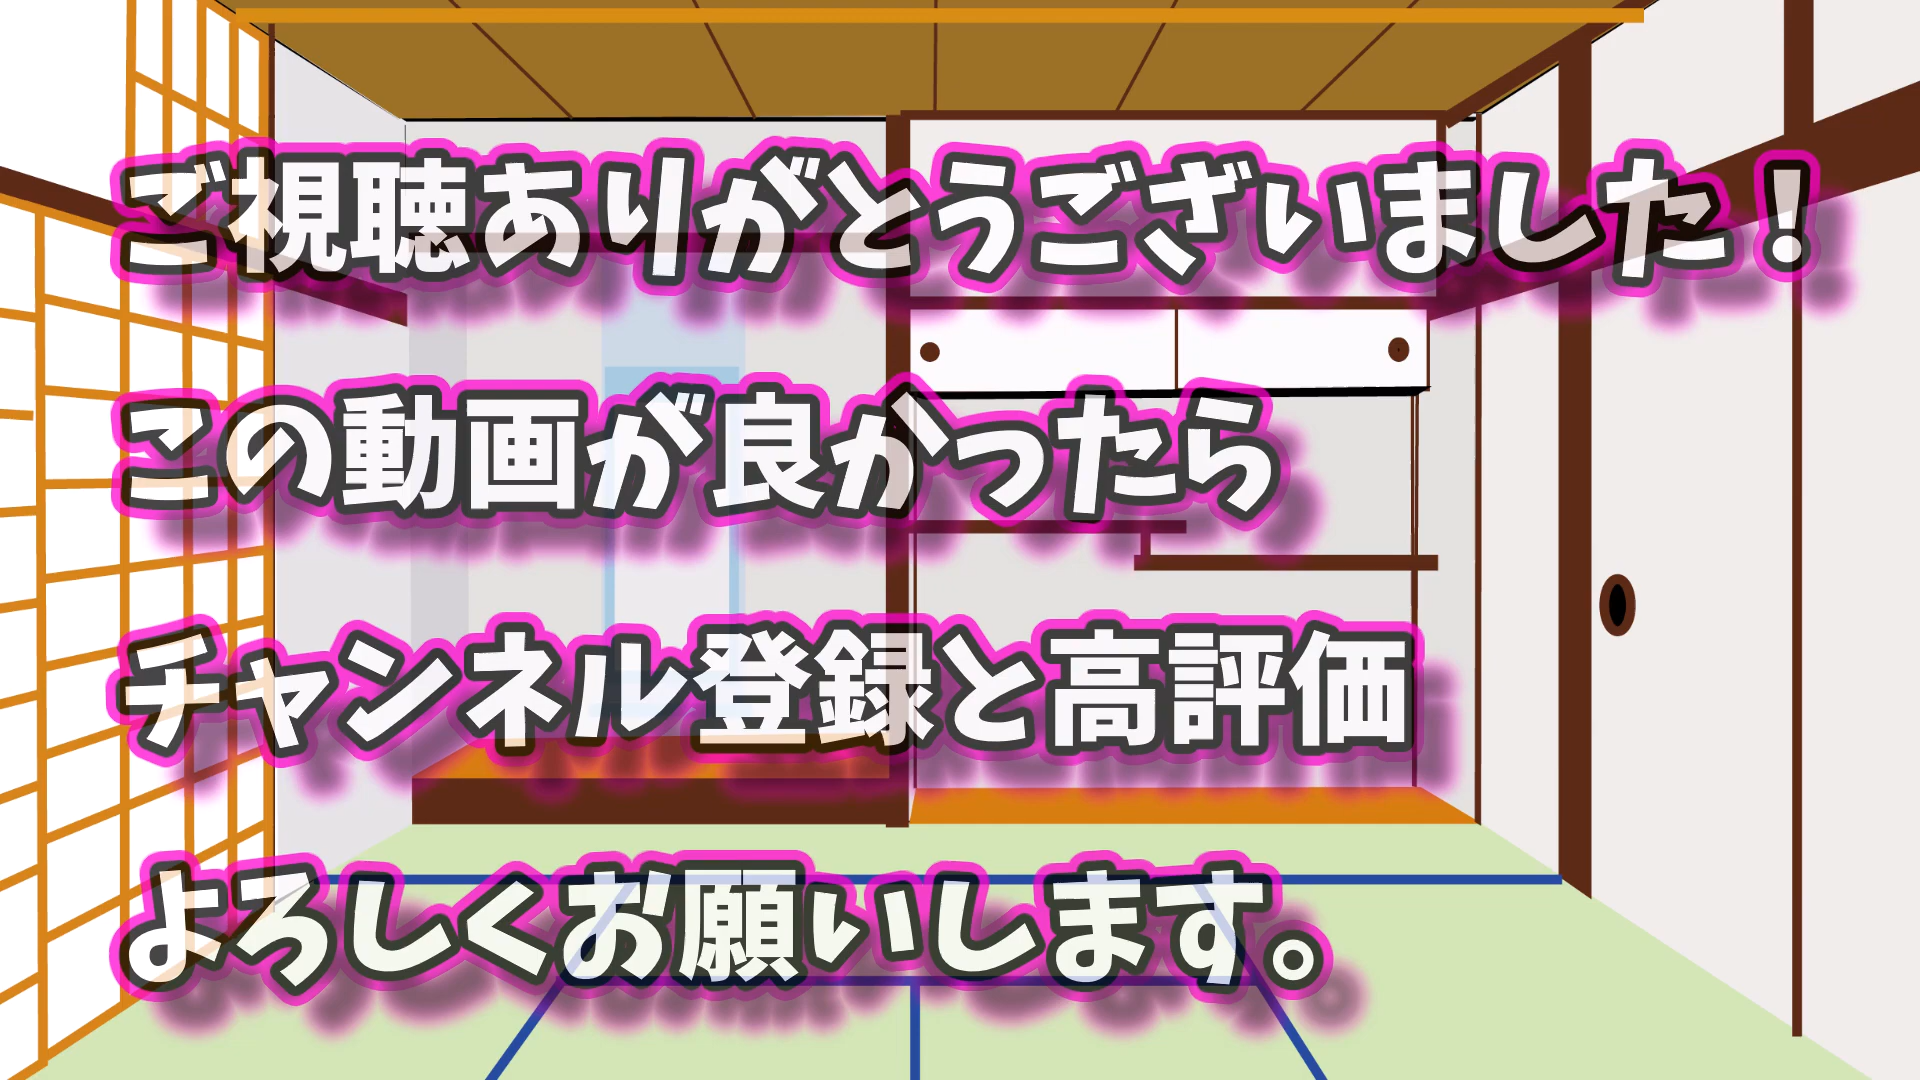 ご視聴ありがとうございました！
この動画が良かったら
チャンネル登録と高評価
よろしくお願いします。